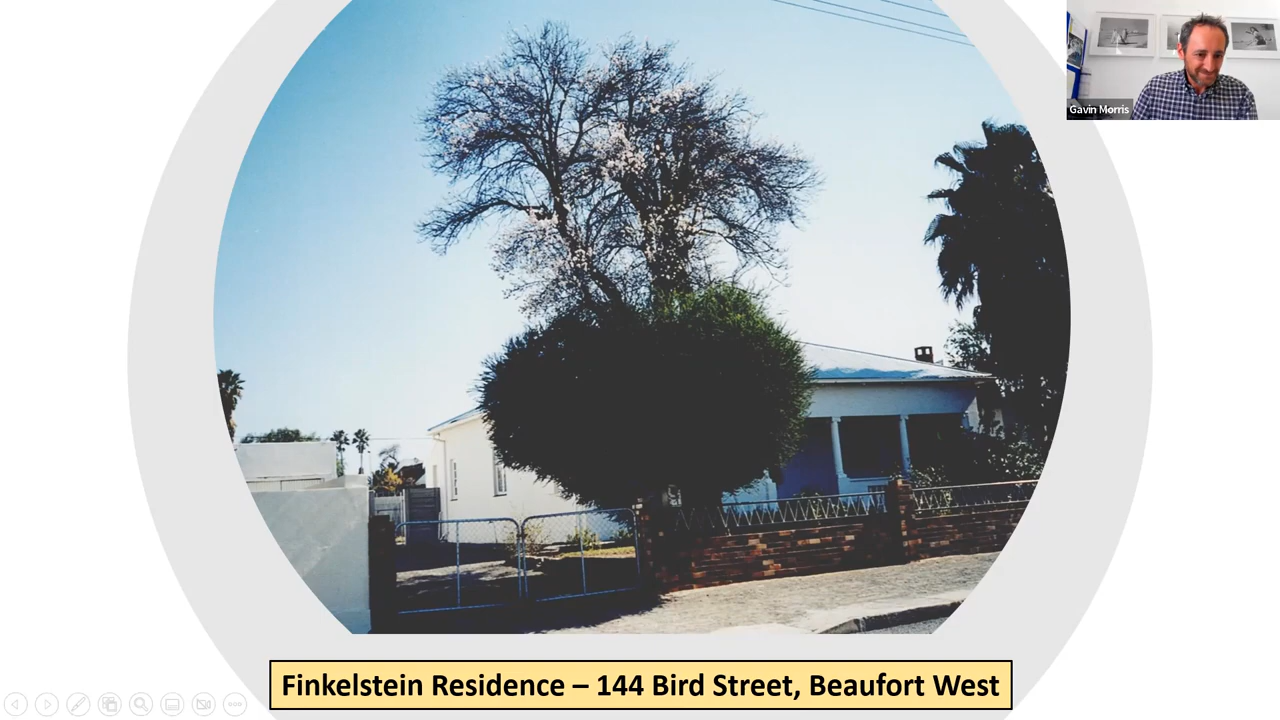 Gavin Morris
Finkelstein Residence – 144 Bird Street, Beaufort West